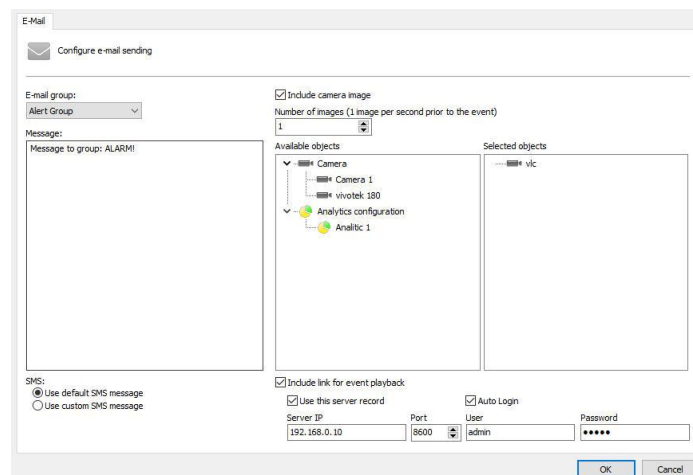 E-Mail
Configure e-mail sending
E-mail group:
Alert Group
Message:
Message to group: ALARM!
SMS:
Use default SMS message
Use custom SMS message
Include camera image
Number of images (1 image per second prior to the event)
1
Available objects
Camera
Camera 1
vivotek 180
Analytics configuration
Analitic 1
Selected objects
vlc
Include link for event playback
Use this server record
Auto Login
Server IP
Port
User
Password
192.168.0.10
8600
admin
•••••
OK
Cancel